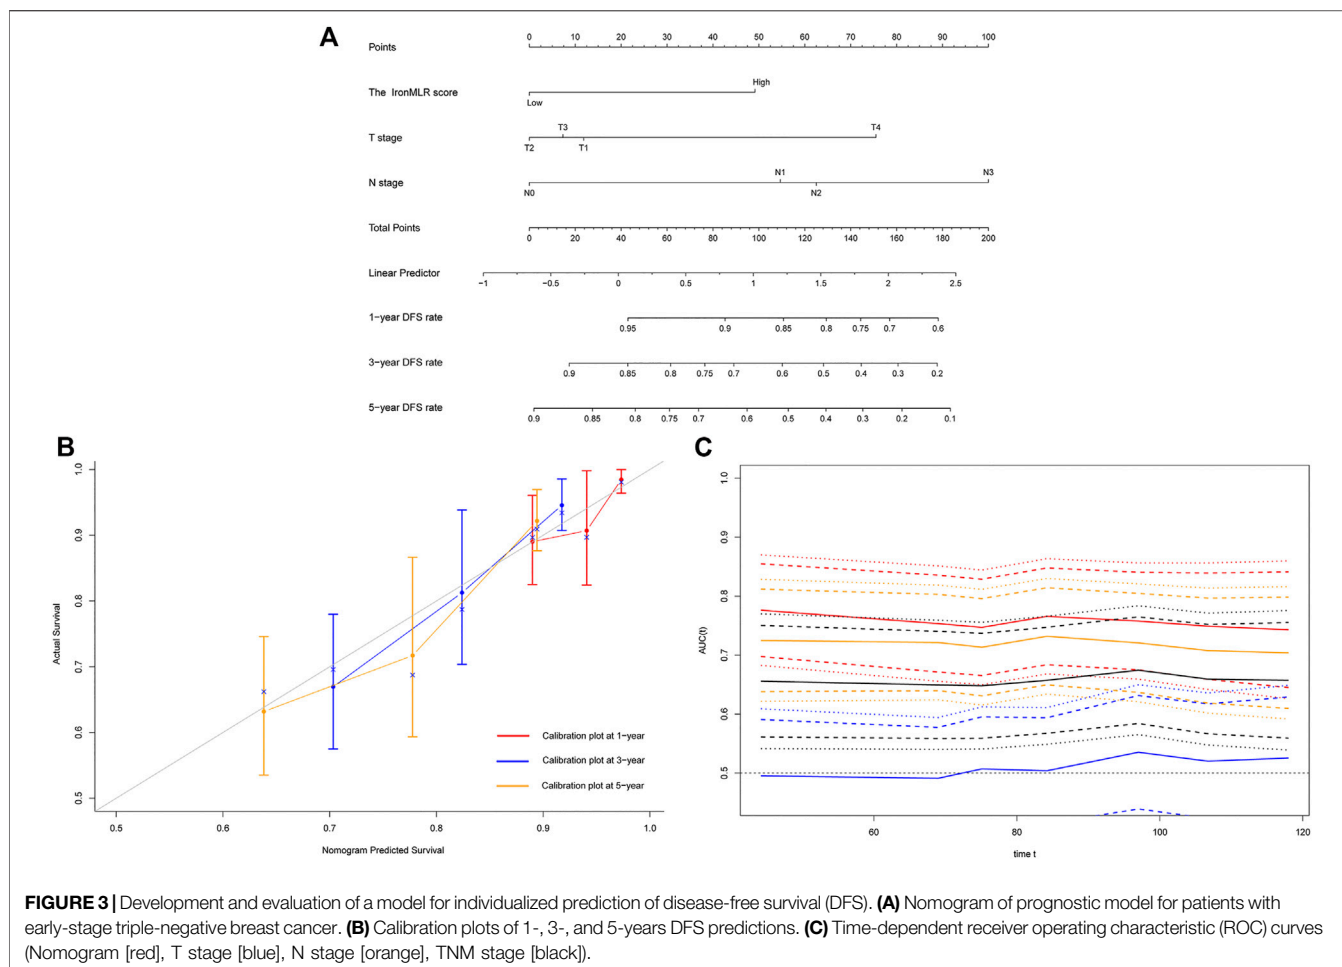 A
Points
0 10 20 30 40 50 60 70 80 90 100
The IronMLR score
High
Low
T stage
T3 T4
T2 T1
N stage
N1 N3
N0 N2
Total Points
0 20 40 60 80 100 120 140 160 180 200
Linear Predictor
−1 −0.5 0 0.5 1 1.5 2 2.5
1−year DFS rate
0.95 0.9 0.85 0.8 0.75 0.7 0.6
3−year DFS rate
0.9 0.85 0.8 0.75 0.7 0.6 0.5 0.4 0.3 0.2
5−year DFS rate
0.9 0.85 0.8 0.75 0.7 0.6 0.5 0.4 0.3 0.2 0.1
B
Actual Survival
1.0
0.9
0.8
0.7
0.6
0.5
Calibration plot at 1-year
Calibration plot at 3-year
Calibration plot at 5-year
0.5 0.6 0.7 0.8 0.9 1.0
Nomogram Predicted Survival
C
AUC(t)
1.0
0.9
0.8
0.7
0.6
0.5
60 80 100 120
time t
FIGURE 3 | Development and evaluation of a model for individualized prediction of disease-free survival (DFS). (A) Nomogram of prognostic model for patients with
early-stage triple-negative breast cancer. (B) Calibration plots of 1-, 3-, and 5-years DFS predictions. (C) Time-dependent receiver operating characteristic (ROC) curves
(Nomogram [red], T stage [blue], N stage [orange], TNM stage [black]).